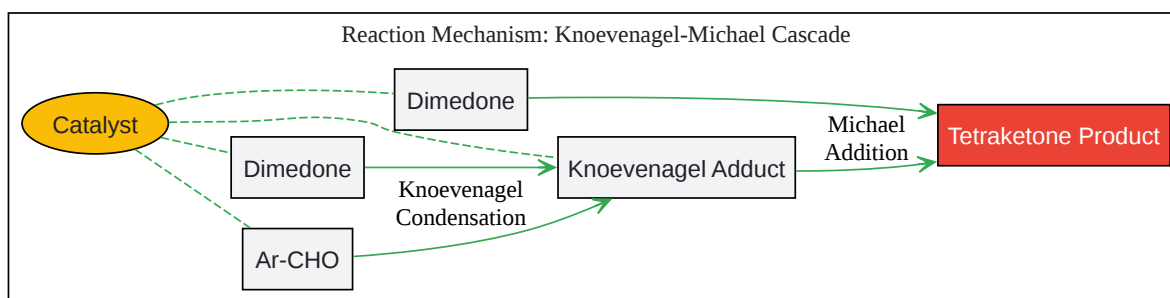 Reaction Mechanism: Knoevenagel-Michael Cascade
Dimedone
Catalyst
Michael
Addition
Tetraketone Product
Dimedone
Knoevenagel Adduct
Knoevenagel
Condensation
Ar-CHO